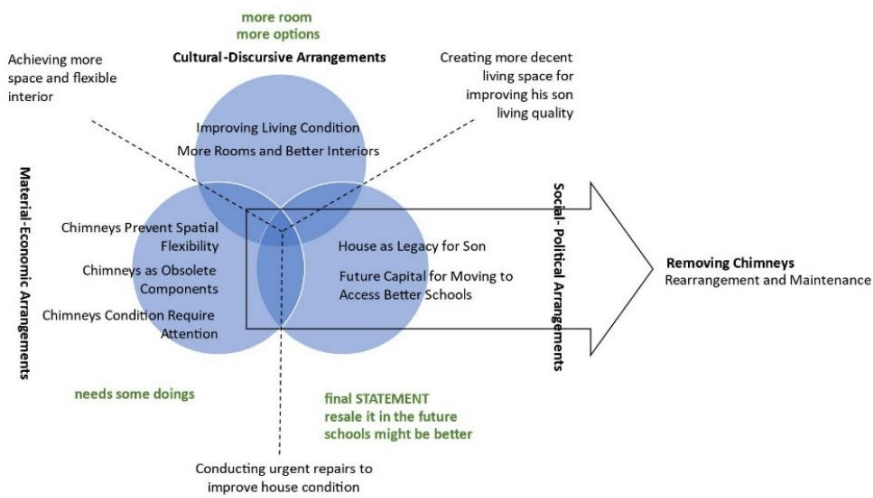 more room
more options
Cultural-Discursive Arrangements
Achieving more
space and flexible
interior
Creating more decent
living space for
improving his son
living quality
Improving Living Condition
More Rooms and Better Interiors
Material-Economic Arrangements
Chimneys Prevent Spatial
Flexibility
Chimneys as Obsolete
Components
Chimneys Condition Require
Attention
House as Legacy for Son
Future Capital for Moving to
Access Better Schools
Social- Political Arrangements
Removing Chimneys
Rearrangement and Maintenance
needs some doings
final STATEMENT
resale it in the future
schools might be better
Conducting urgent repairs to
improve house condition